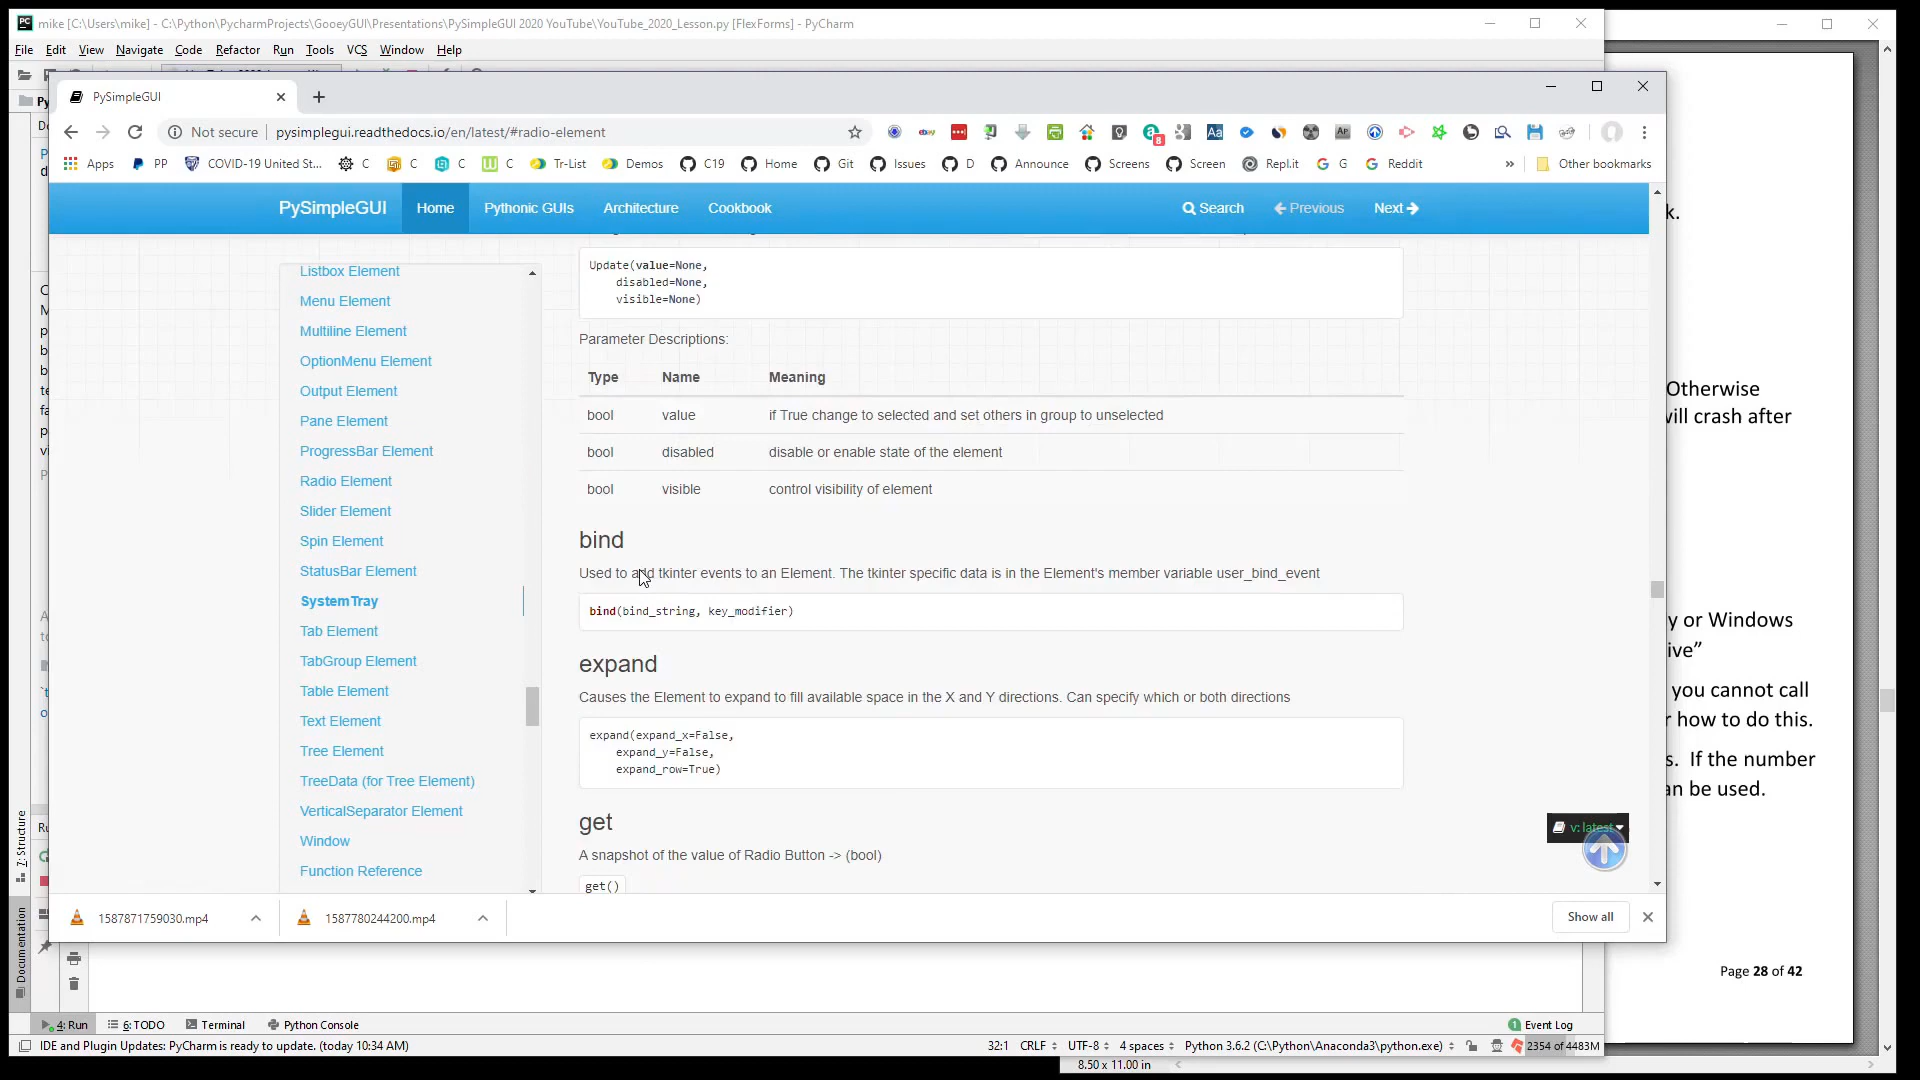 mike [C:\Users\mike] - C:\Python\PycharmProjects\GooeyGUI\Presentations\PySimpleGUI 2020 YouTube\YouTube_2020_Lesson.py [FlexForms] - PyCharm
File Edit View Navigate Code Refactor Run Tools VCS Window Help
PySimpleGUI
Not secure pysimplegui.readthedocs.io/en/latest/#radio-element
Apps PP COVID-19 United St... C C C C Tr-List Demos C19 Home Git Issues D Announce Screens Screen Repl.it G Reddit » Other bookmarks
PySimpleGUI Home Pythonic GUIs Architecture Cookbook Search Previous Next
Listbox Element
Menu Element
Multiline Element
OptionMenu Element
Output Element
Pane Element
ProgressBar Element
Radio Element
Slider Element
Spin Element
StatusBar Element
SystemTray
Tab Element
TabGroup Element
Table Element
Text Element
Tree Element
TreeData (for Tree Element)
VerticalSeparator Element
Window
Function Reference
Update(value=None,
disabled=None,
visible=None)
Parameter Descriptions:
Type Name Meaning
bool value if True change to selected and set others in group to unselected
bool disabled disable or enable state of the element
bool visible control visibility of element
bind
Used to add tkinter events to an Element. The tkinter specific data is in the Element's member variable user_bind_event
bind(bind_string, key_modifier)
expand
Causes the Element to expand to fill available space in the X and Y directions. Can specify which or both directions
expand(expand_x=False,
expand_y=False,
expand_row=True)
get
A snapshot of the value of Radio Button -> (bool)
get()
v: latest
1587871759030.mp4 1587780244200.mp4 Show all
k.
Otherwise
will crash after
y or Windows
ive”
you cannot call
r how to do this.
s. If the number
an be used.
Page 28 of 42
7: Structure
Documentation
4: Run 6: TODO Terminal Python Console 1 Event Log
IDE and Plugin Updates: PyCharm is ready to update. (today 10:34 AM) 32:1 CRLF UTF-8 4 spaces Python 3.6.2 (C:\Python\Anaconda3\python.exe) 2354 of 4483M
8.50 x 11.00 in